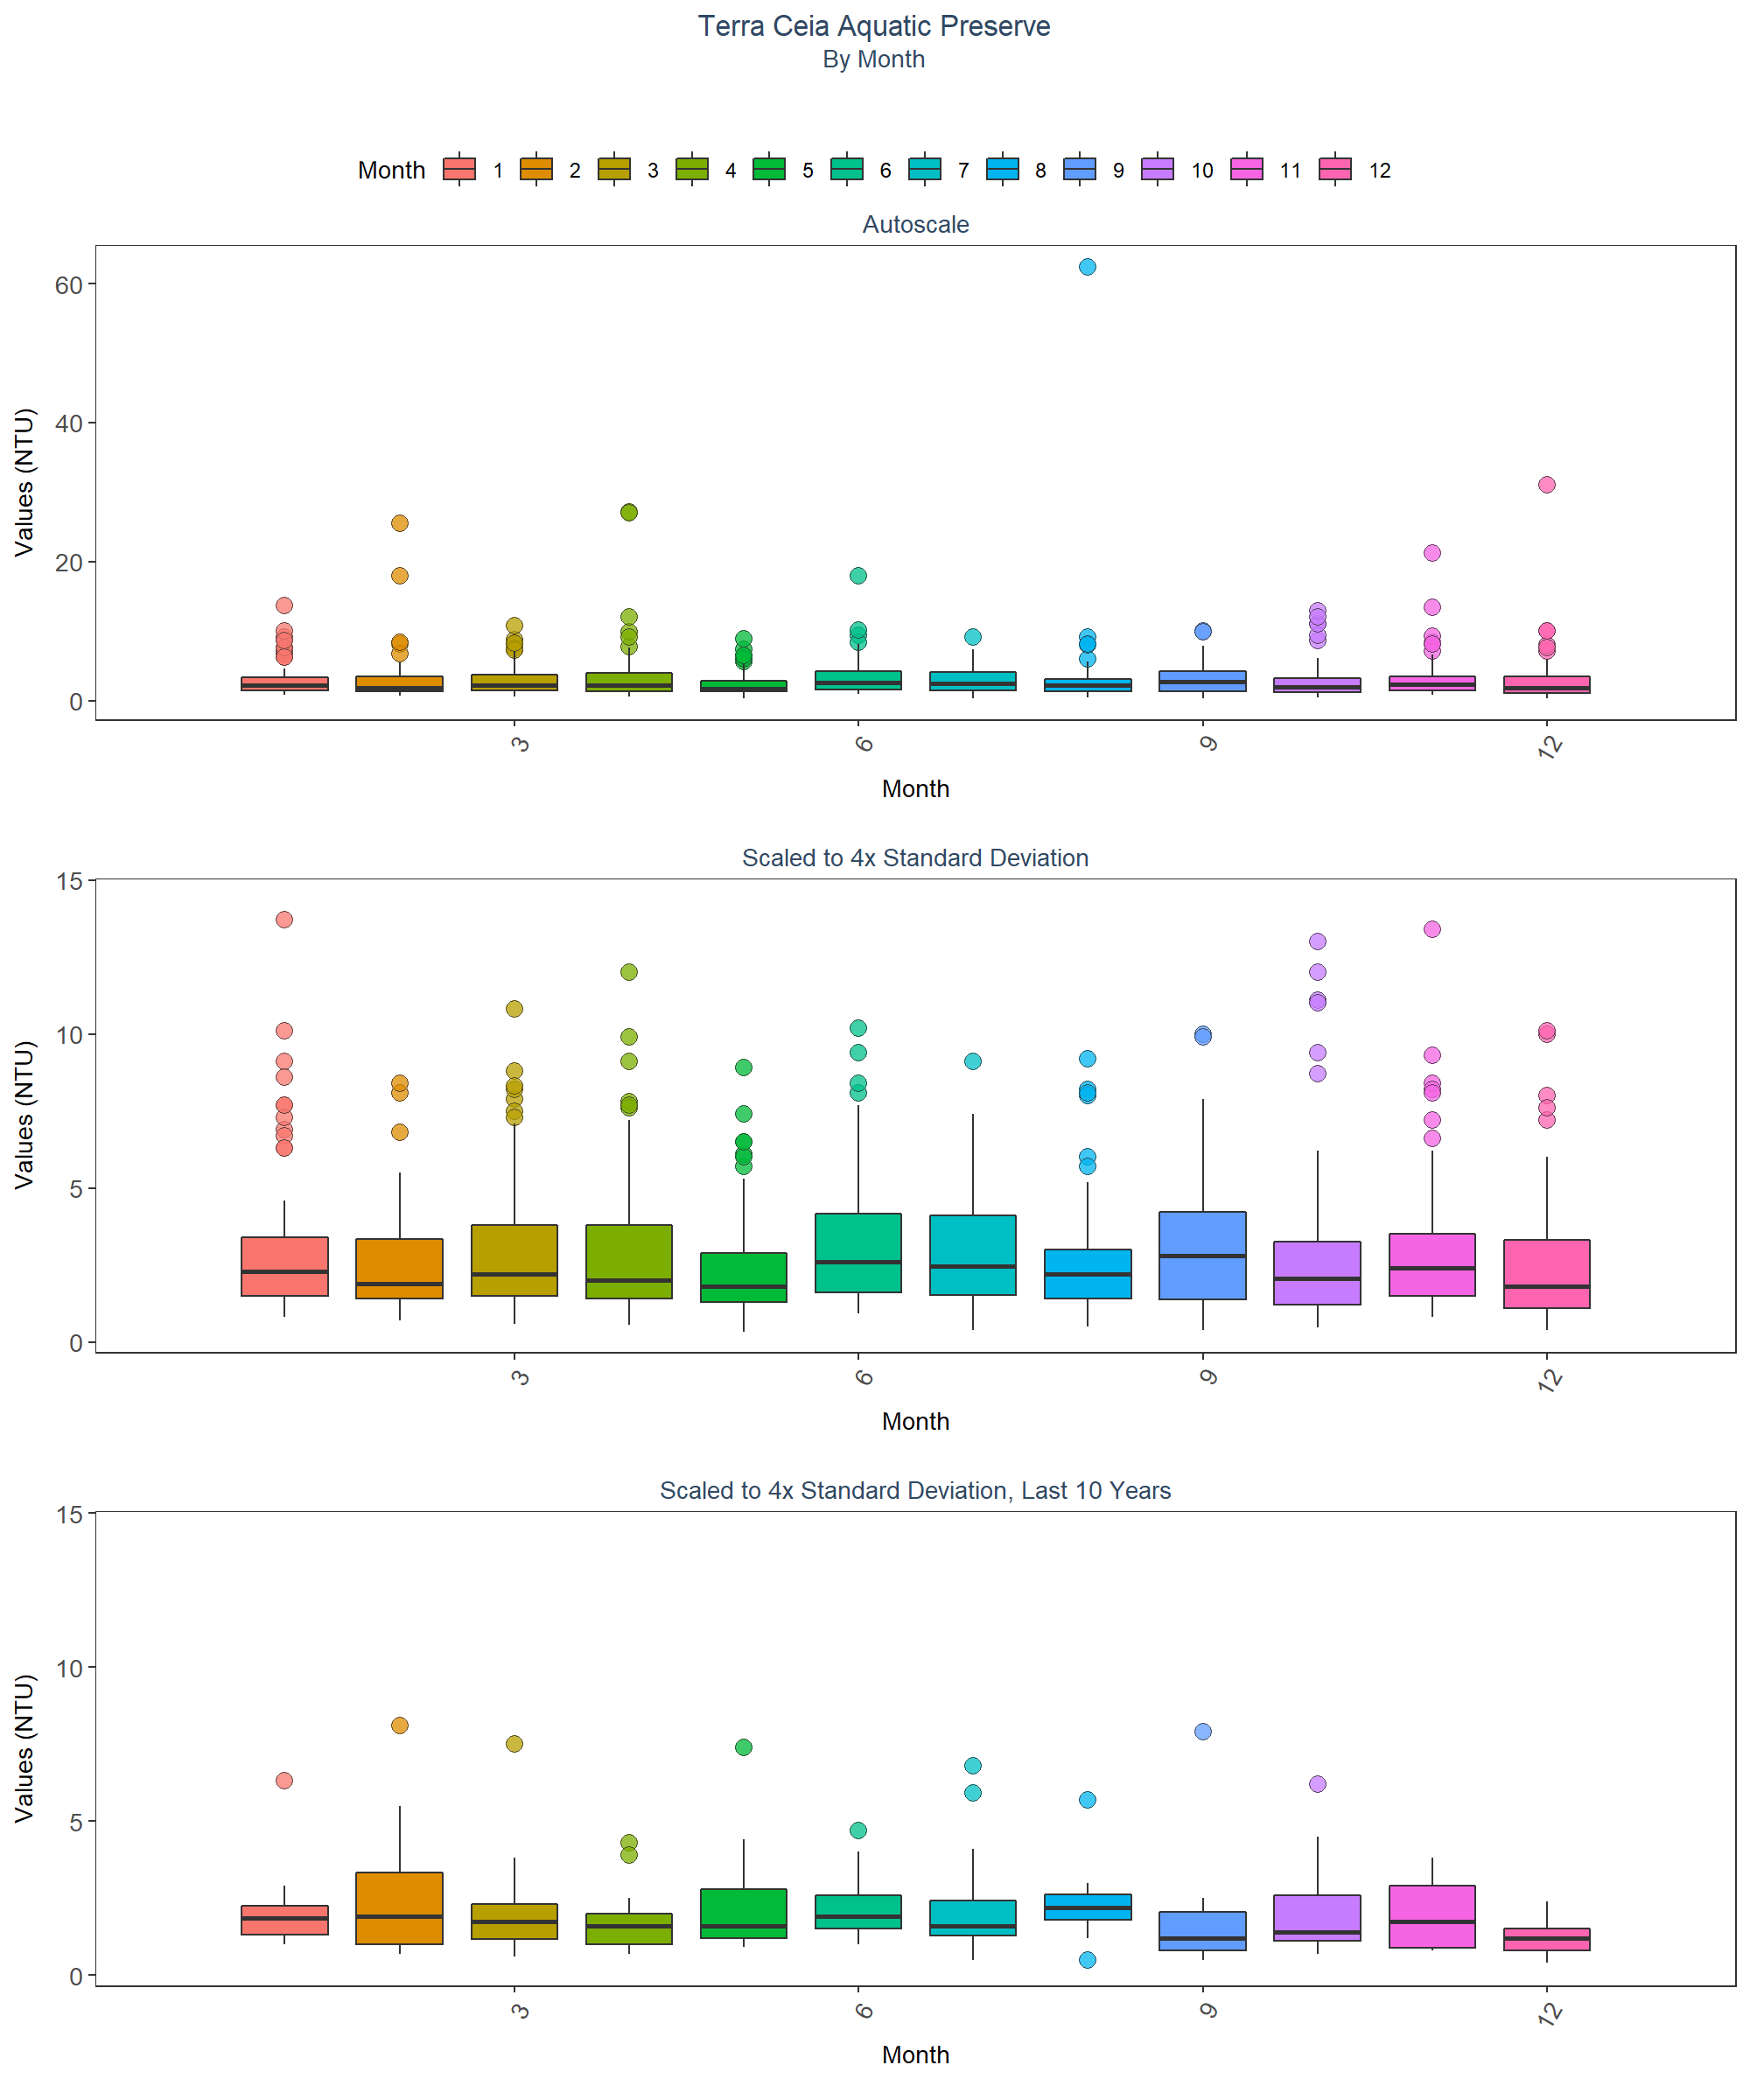 Terra Ceia Aquatic Preserve
By Month
Month 1 2 3 4 5 6 7 8 9 10 11 12
Autoscale
Values (NTU)
60
40
20
0
3 6 9 12
Month
Scaled to 4x Standard Deviation
Values (NTU)
15
10
5
0
3 6 9 12
Month
Scaled to 4x Standard Deviation, Last 10 Years
Values (NTU)
15
10
5
0
3 6 9 12
Month